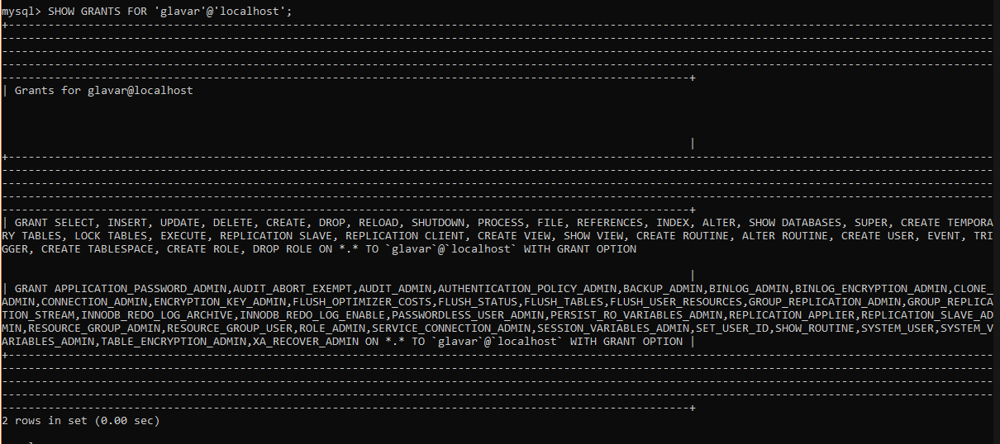 mysql> SHOW GRANTS FOR 'glavar'@'localhost';
+------------------------------------------------------------------------------------------------------------------------------------------------------
------------------------------------------------------------------------------------------------------------------------------------------------------
------------------------------------------------------------------------------------------------------------------------------------------------------
------------------------------------------------------------------------------------------------------------------------------------------------------
--------------------------------------------------------------------------------------------------------+
| Grants for glavar@localhost
|
+------------------------------------------------------------------------------------------------------------------------------------------------------
------------------------------------------------------------------------------------------------------------------------------------------------------
------------------------------------------------------------------------------------------------------------------------------------------------------
------------------------------------------------------------------------------------------------------------------------------------------------------
--------------------------------------------------------------------------------------------------------+
| GRANT SELECT, INSERT, UPDATE, DELETE, CREATE, DROP, RELOAD, SHUTDOWN, PROCESS, FILE, REFERENCES, INDEX, ALTER, SHOW DATABASES, SUPER, CREATE TEMPORA
RY TABLES, LOCK TABLES, EXECUTE, REPLICATION SLAVE, REPLICATION CLIENT, CREATE VIEW, SHOW VIEW, CREATE ROUTINE, ALTER ROUTINE, CREATE USER, EVENT, TRI
GGER, CREATE TABLESPACE, CREATE ROLE, DROP ROLE ON *.* TO `glavar`@`localhost` WITH GRANT OPTION
|
| GRANT APPLICATION_PASSWORD_ADMIN,AUDIT_ABORT_EXEMPT,AUDIT_ADMIN,AUTHENTICATION_POLICY_ADMIN,BACKUP_ADMIN,BINLOG_ADMIN,BINLOG_ENCRYPTION_ADMIN,CLONE_
ADMIN,CONNECTION_ADMIN,ENCRYPTION_KEY_ADMIN,FLUSH_OPTIMIZER_COSTS,FLUSH_STATUS,FLUSH_TABLES,FLUSH_USER_RESOURCES,GROUP_REPLICATION_ADMIN,GROUP_REPLICA
TION_STREAM,INNODB_REDO_LOG_ARCHIVE,INNODB_REDO_LOG_ENABLE,PASSWORDLESS_USER_ADMIN,PERSIST_RO_VARIABLES_ADMIN,REPLICATION_APPLIER,REPLICATION_SLAVE_AD
MIN,RESOURCE_GROUP_ADMIN,RESOURCE_GROUP_USER,ROLE_ADMIN,SERVICE_CONNECTION_ADMIN,SESSION_VARIABLES_ADMIN,SET_USER_ID,SHOW_ROUTINE,SYSTEM_USER,SYSTEM_V
ARIABLES_ADMIN,TABLE_ENCRYPTION_ADMIN,XA_RECOVER_ADMIN ON *.* TO `glavar`@`localhost` WITH GRANT OPTION |
+------------------------------------------------------------------------------------------------------------------------------------------------------
------------------------------------------------------------------------------------------------------------------------------------------------------
------------------------------------------------------------------------------------------------------------------------------------------------------
------------------------------------------------------------------------------------------------------------------------------------------------------
--------------------------------------------------------------------------------------------------------+
2 rows in set (0.00 sec)